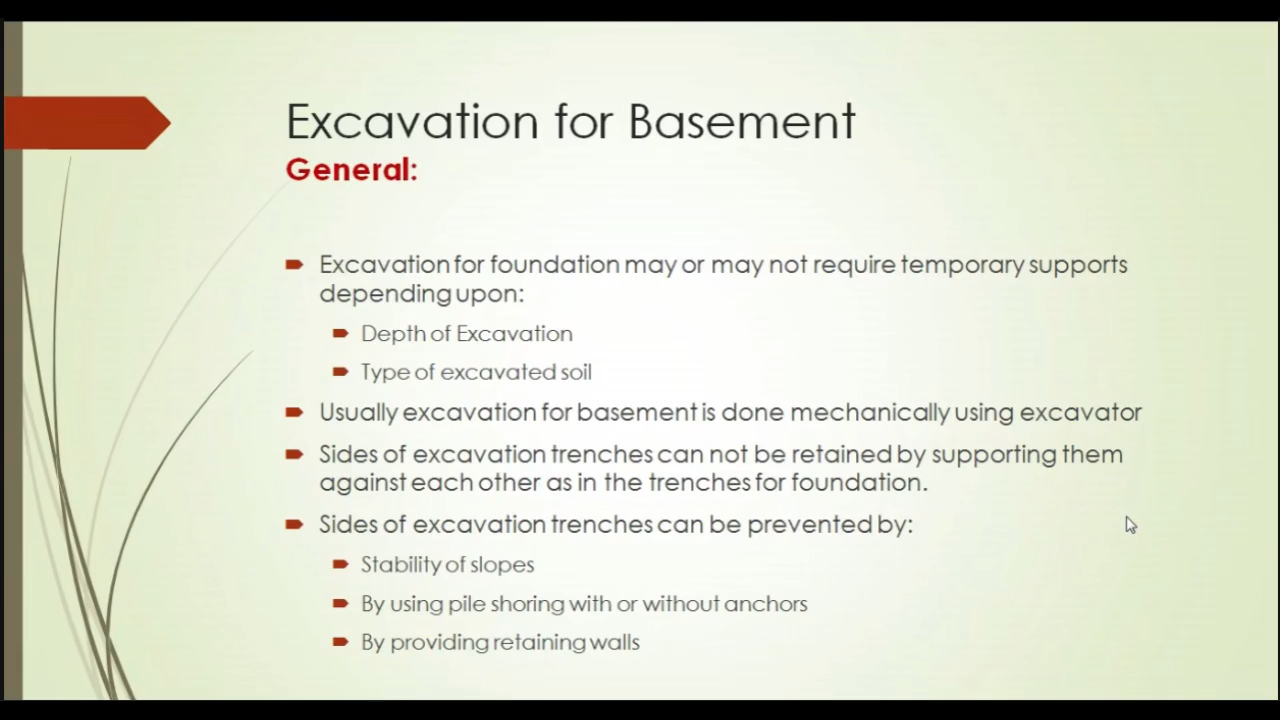 Excavation for Basement
General:
Excavation for foundation may or may not require temporary supports
depending upon:
Depth of Excavation
Type of excavated soil
Usually excavation for basement is done mechanically using excavator
Sides of excavation trenches can not be retained by supporting them
against each other as in the trenches for foundation.
Sides of excavation trenches can be prevented by:
Stability of slopes
By using pile shoring with or without anchors
By providing retaining walls